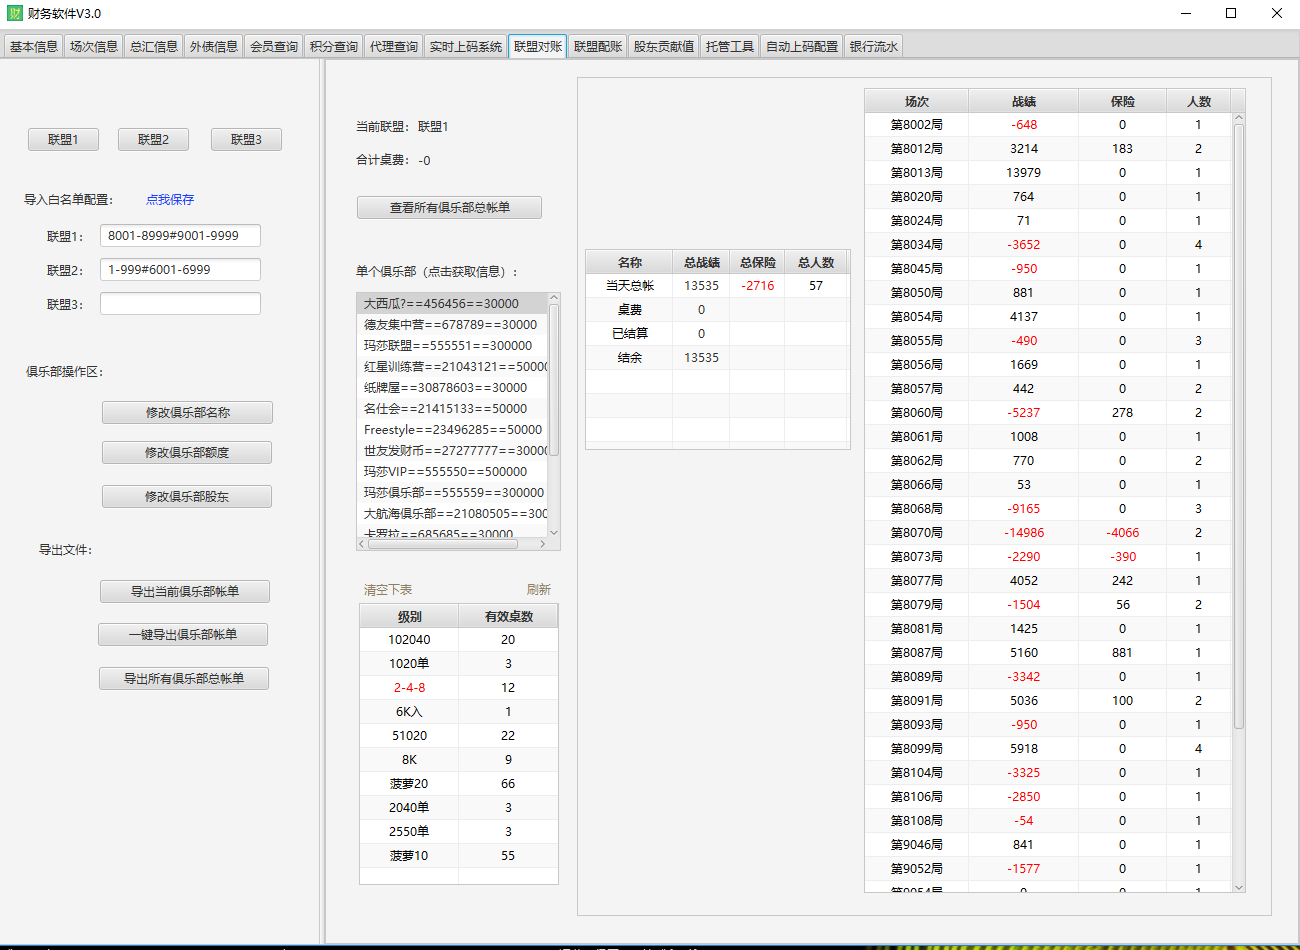 财务软件V3.0
基本信息 场次信息 总汇信息 外债信息 会员查询 积分查询 代理查询 实时上码系统 联盟对账 联盟配账 股东贡献值 托管工具 自动上码配置 银行流水
联盟1 联盟2 联盟3
导入白名单配置: 点我保存
联盟1: 8001-8999#9001-9999
联盟2: 1-999#6001-6999
联盟3:
俱乐部操作区:
修改俱乐部名称
修改俱乐部额度
修改俱乐部股东
导出文件:
导出当前俱乐部帐单
一键导出俱乐部帐单
导出所有俱乐部总帐单
当前联盟: 联盟1
合计桌费: -0
查看所有俱乐部总帐单
单个俱乐部（点击获取信息）:
大西瓜?==456456==30000
德友集中营==678789==30000
玛莎联盟==555551==300000
红星训练营==21043121==5000
纸牌屋==30878603==30000
名仕会==21415133==50000
Freestyle==23496285==50000
世友发财币==27277777==3000
玛莎VIP==555550==500000
玛莎俱乐部==555559==300000
大航海俱乐部==21080505==300
卡罗拉==685685==30000
清空下表 刷新
级别 有效桌数
102040 20
1020单 3
2-4-8 12
6K入 1
51020 22
8K 9
菠萝20 66
2040单 3
2550单 3
菠萝10 55
名称 总战绩 总保险 总人数
当天总帐 13535 -2716 57
桌费 0
已结算 0
结余 13535
场次 战绩 保险 人数
第8002局 -648 0 1
第8012局 3214 183 2
第8013局 13979 0 1
第8020局 764 0 1
第8024局 71 0 1
第8034局 -3652 0 4
第8045局 -950 0 1
第8050局 881 0 1
第8054局 4137 0 1
第8055局 -490 0 3
第8056局 1669 0 1
第8057局 442 0 2
第8060局 -5237 278 2
第8061局 1008 0 1
第8062局 770 0 2
第8066局 53 0 1
第8068局 -9165 0 3
第8070局 -14986 -4066 2
第8073局 -2290 -390 1
第8077局 4052 242 1
第8079局 -1504 56 2
第8081局 1425 0 1
第8087局 5160 881 1
第8089局 -3342 0 1
第8091局 5036 100 2
第8093局 -950 0 1
第8099局 5918 0 4
第8104局 -3325 0 1
第8106局 -2850 0 1
第8108局 -54 0 1
第9046局 841 0 1
第9052局 -1577 0 1
第9054局 0 0 1